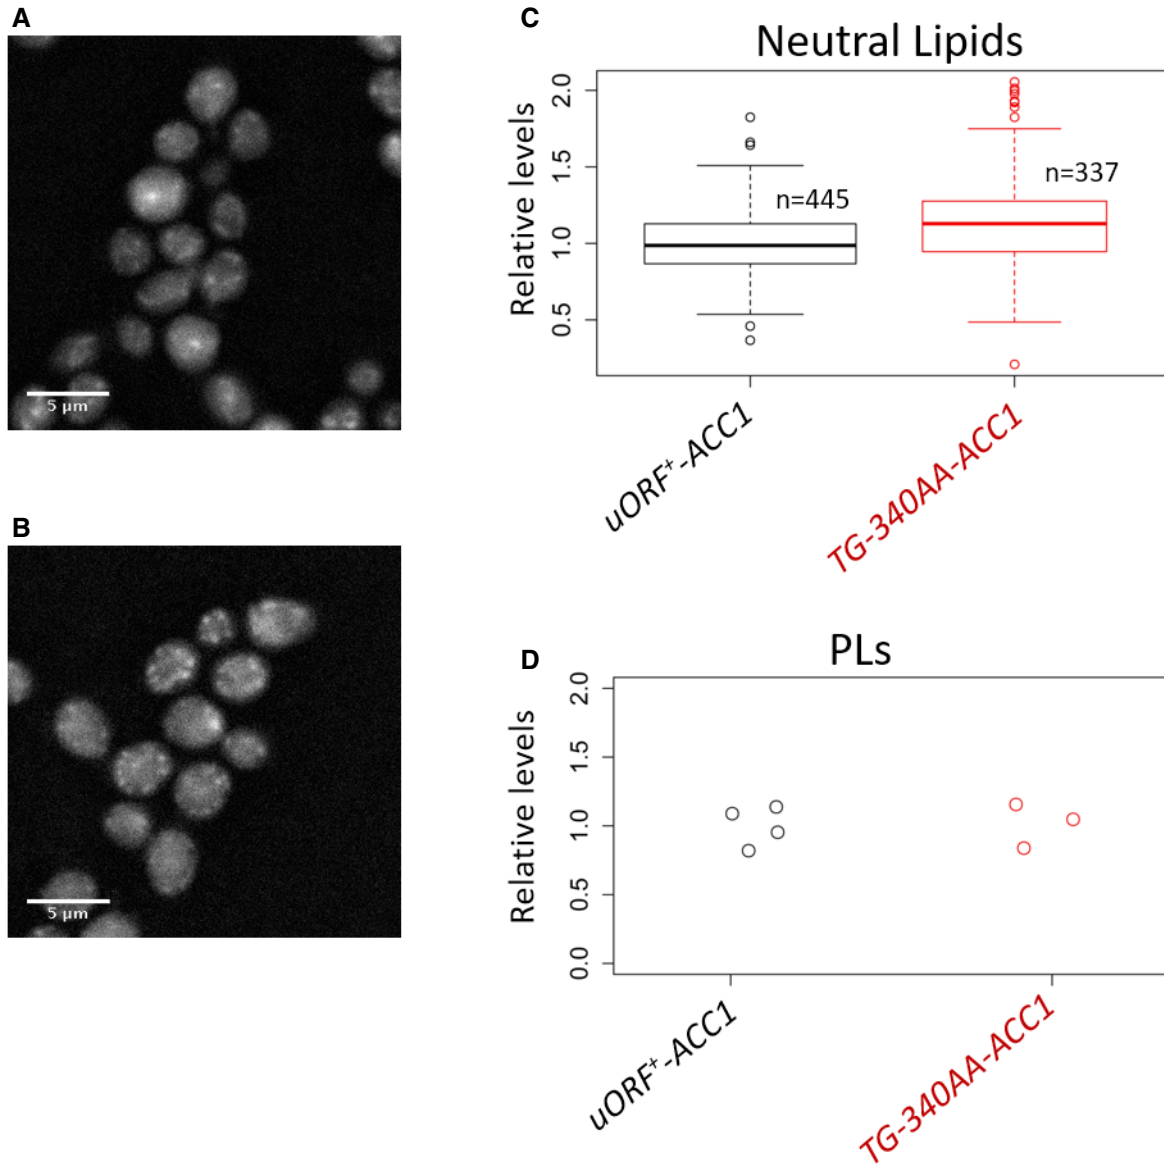 A
5 µm
B
5 µm
C
Neutral Lipids
Relative levels
2.0
1.5
1.0
0.5
n=445
n=337
uORF⁺-ACC1
TG-340AA-ACC1
D
PLs
Relative levels
2.0
1.5
1.0
0.5
0.0
uORF⁺-ACC1
TG-340AA-ACC1